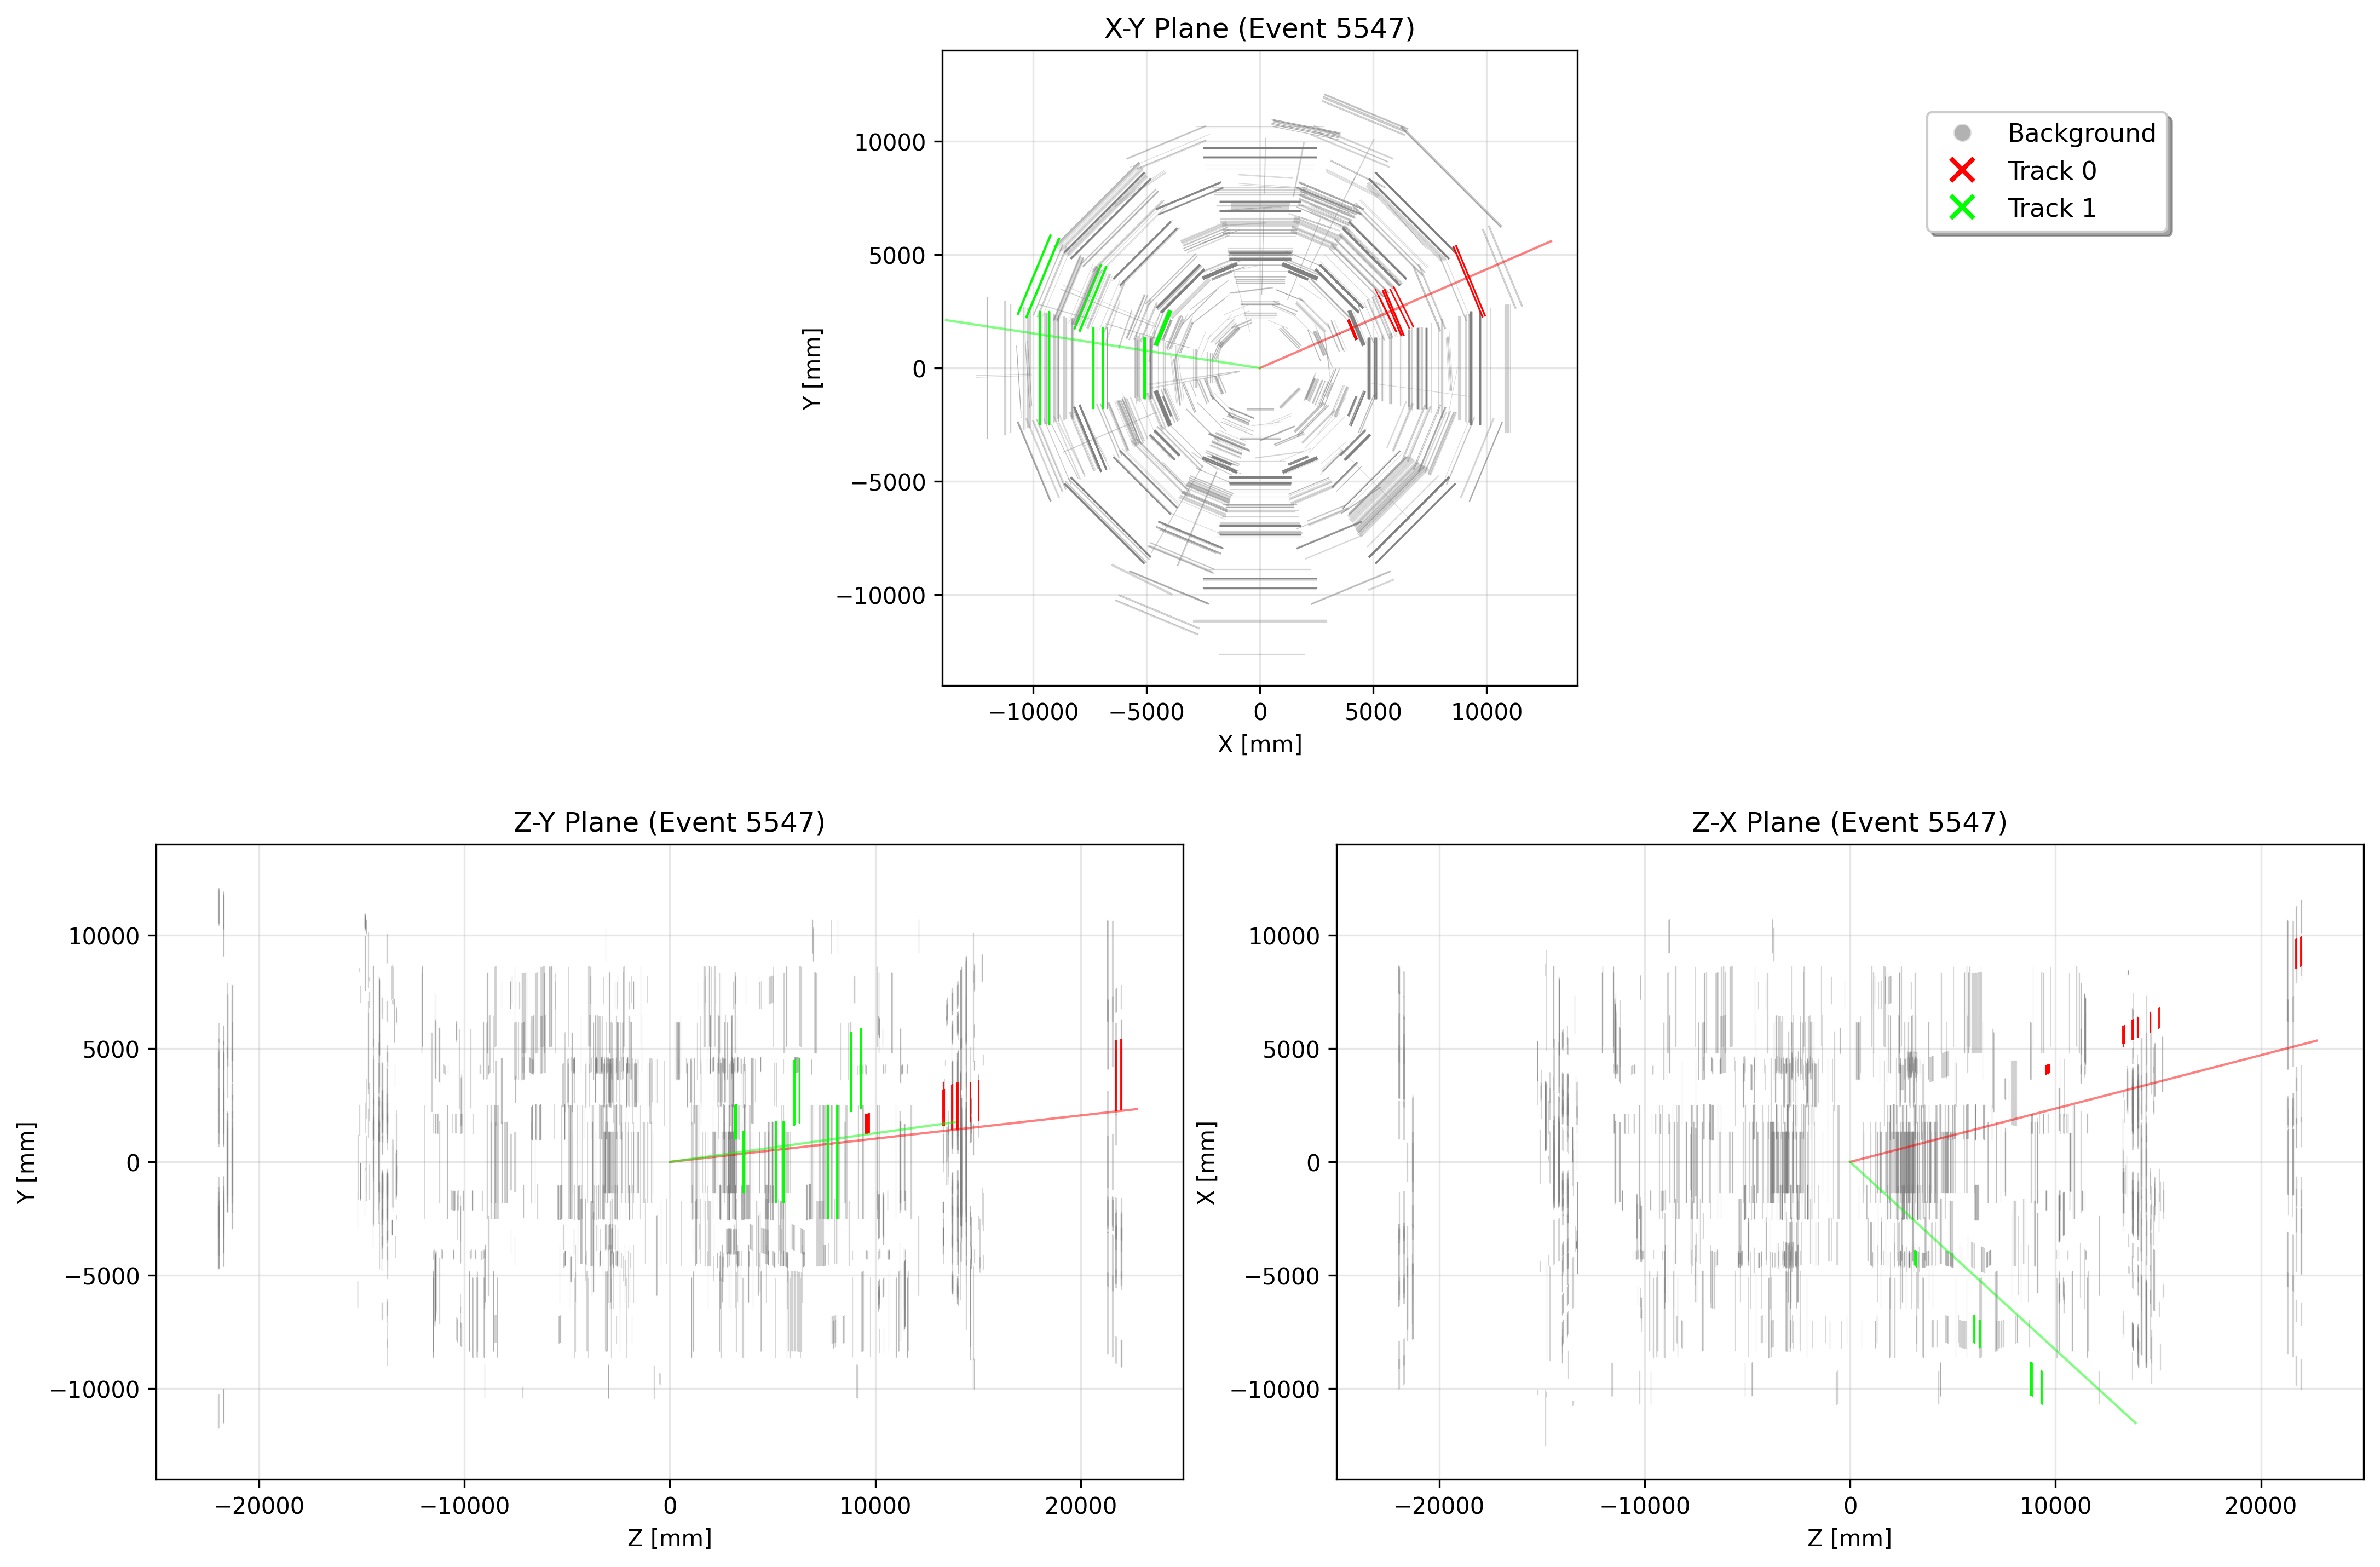 X-Y Plane (Event 5547)
Background
Track 0
Track 1
10000
5000
0
−5000
−10000
Y [mm]
−10000 −5000 0 5000 10000
X [mm]
Z-Y Plane (Event 5547)
10000
5000
0
−5000
−10000
Y [mm]
−20000 −10000 0 10000 20000
Z [mm]
Z-X Plane (Event 5547)
10000
5000
0
−5000
−10000
X [mm]
−20000 −10000 0 10000 20000
Z [mm]